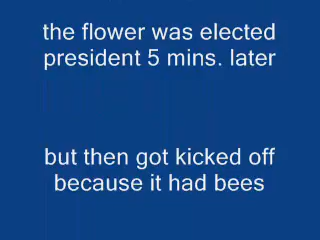 the flower was elected
president 5 mins. later
but then got kicked off
because it had bees